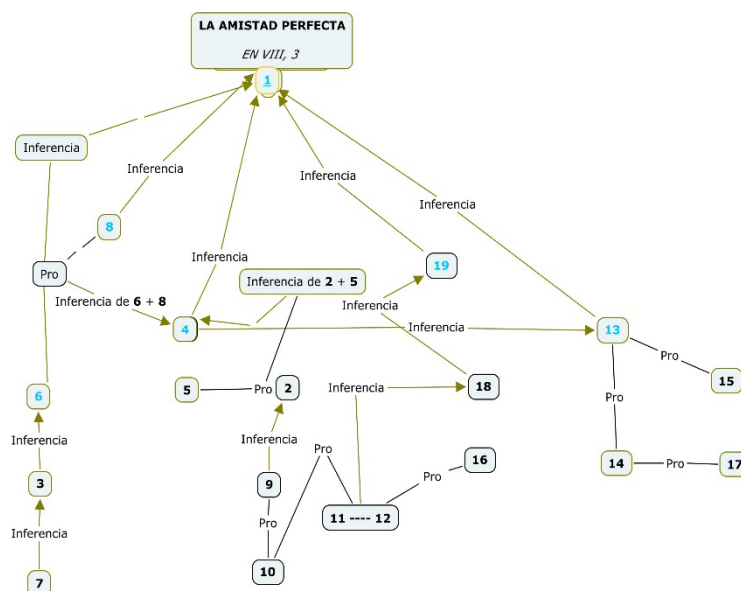 LA AMISTAD PERFECTA
EN VIII, 3
1
Inferencia
Inferencia
8
Inferencia
Inferencia
Inferencia
19
Pro
Inferencia de 2 + 5
Inferencia de 6 + 8
Inferencia
4
Inferencia
13
Pro
15
5
Pro
2
Inferencia
18
6
Pro
Inferencia
Inferencia
Pro
16
14
Pro
17
Pro
3
9
11 ---- 12
Pro
Inferencia
10
7